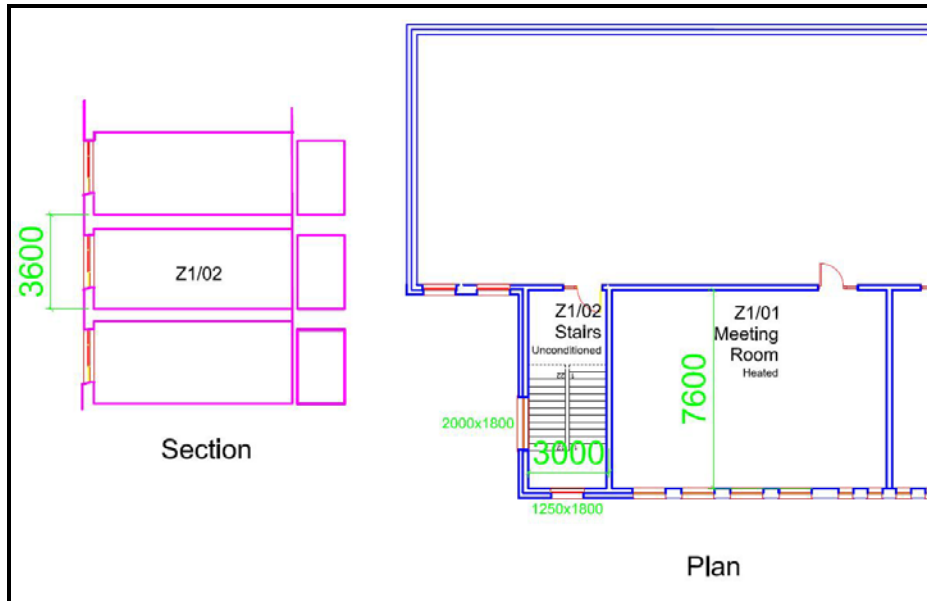 3600
Z1/02
Section
Z1/02
Stairs
Unconditioned
Z1/01
Meeting
Room
Heated
7600
2000x1800
3000
1250x1800
Plan